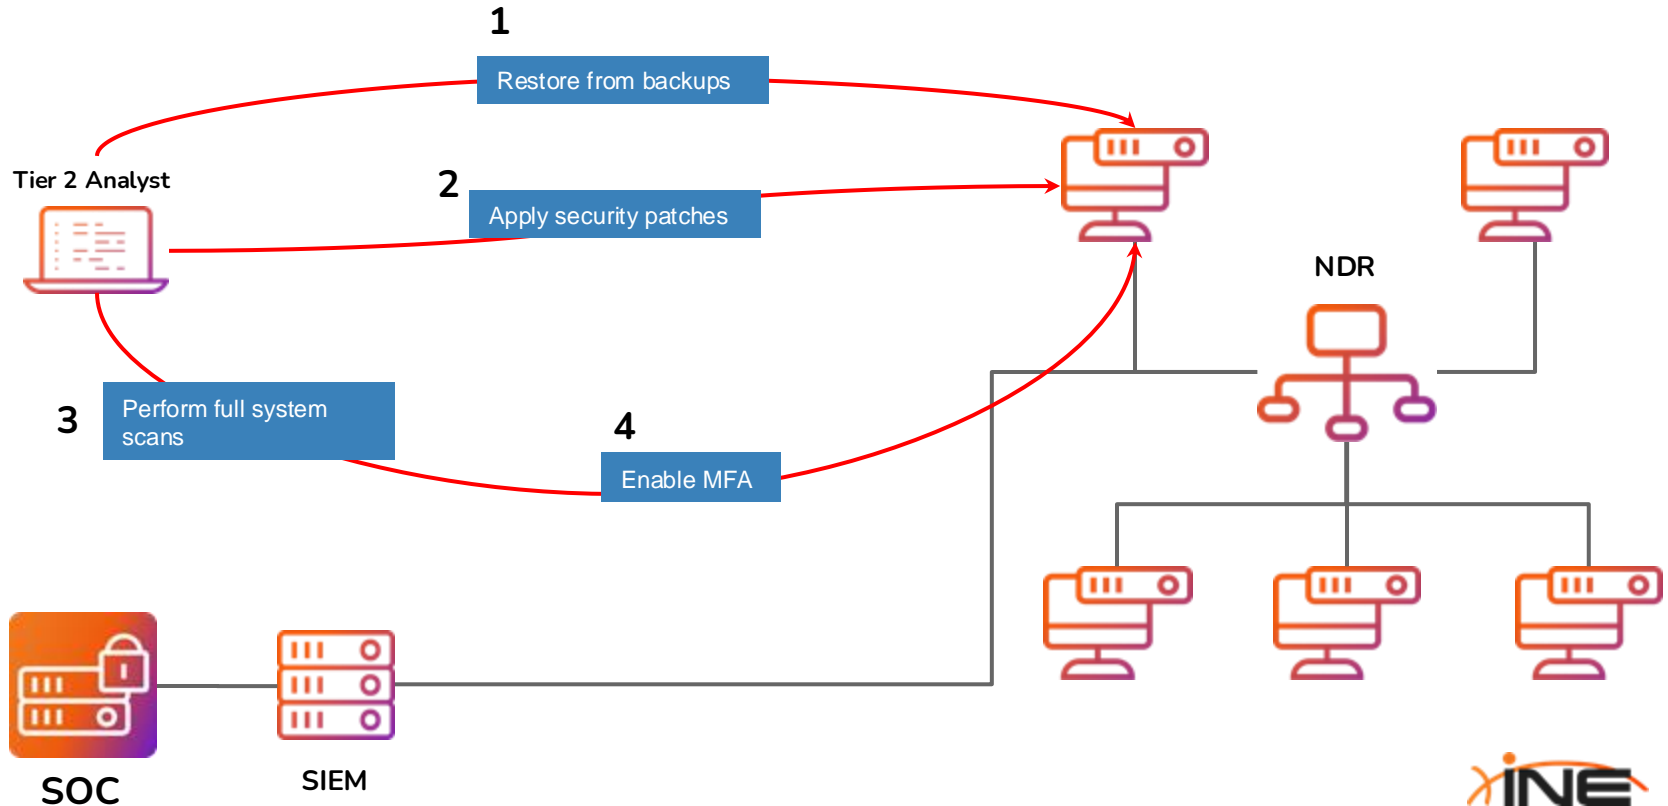 1
Restore from backups
Tier 2 Analyst
2
Apply security patches
NDR
3
Perform full system
scans
4
Enable MFA
SOC
SIEM
iNE